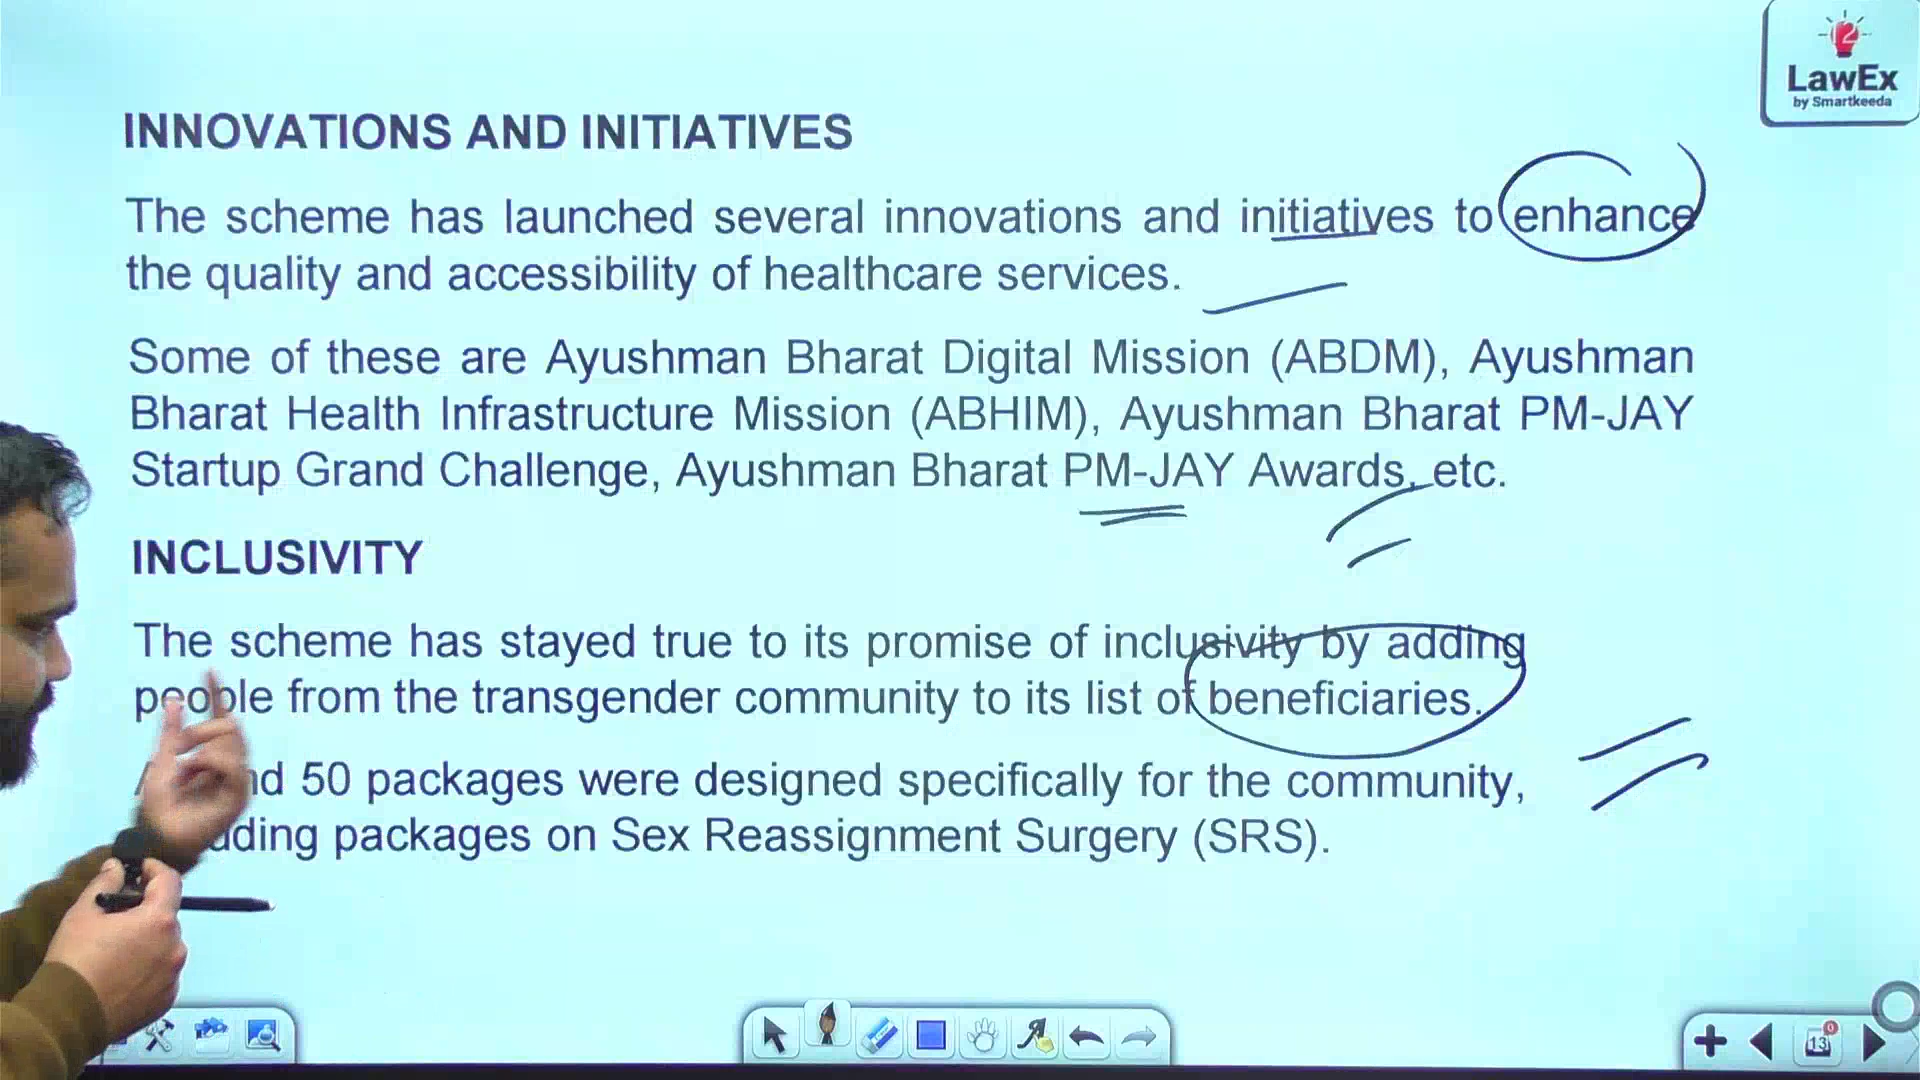 LawEx
by Smartkeeda
INNOVATIONS AND INITIATIVES
The scheme has launched several innovations and initiatives to enhance
the quality and accessibility of healthcare services.
Some of these are Ayushman Bharat Digital Mission (ABDM), Ayushman
Bharat Health Infrastructure Mission (ABHIM), Ayushman Bharat PM-JAY
Startup Grand Challenge, Ayushman Bharat PM-JAY Awards, etc.
INCLUSIVITY
The scheme has stayed true to its promise of inclusivity by adding
people from the transgender community to its list of beneficiaries.
50 packages were designed specifically for the community,
packages on Sex Reassignment Surgery (SRS).
13
0